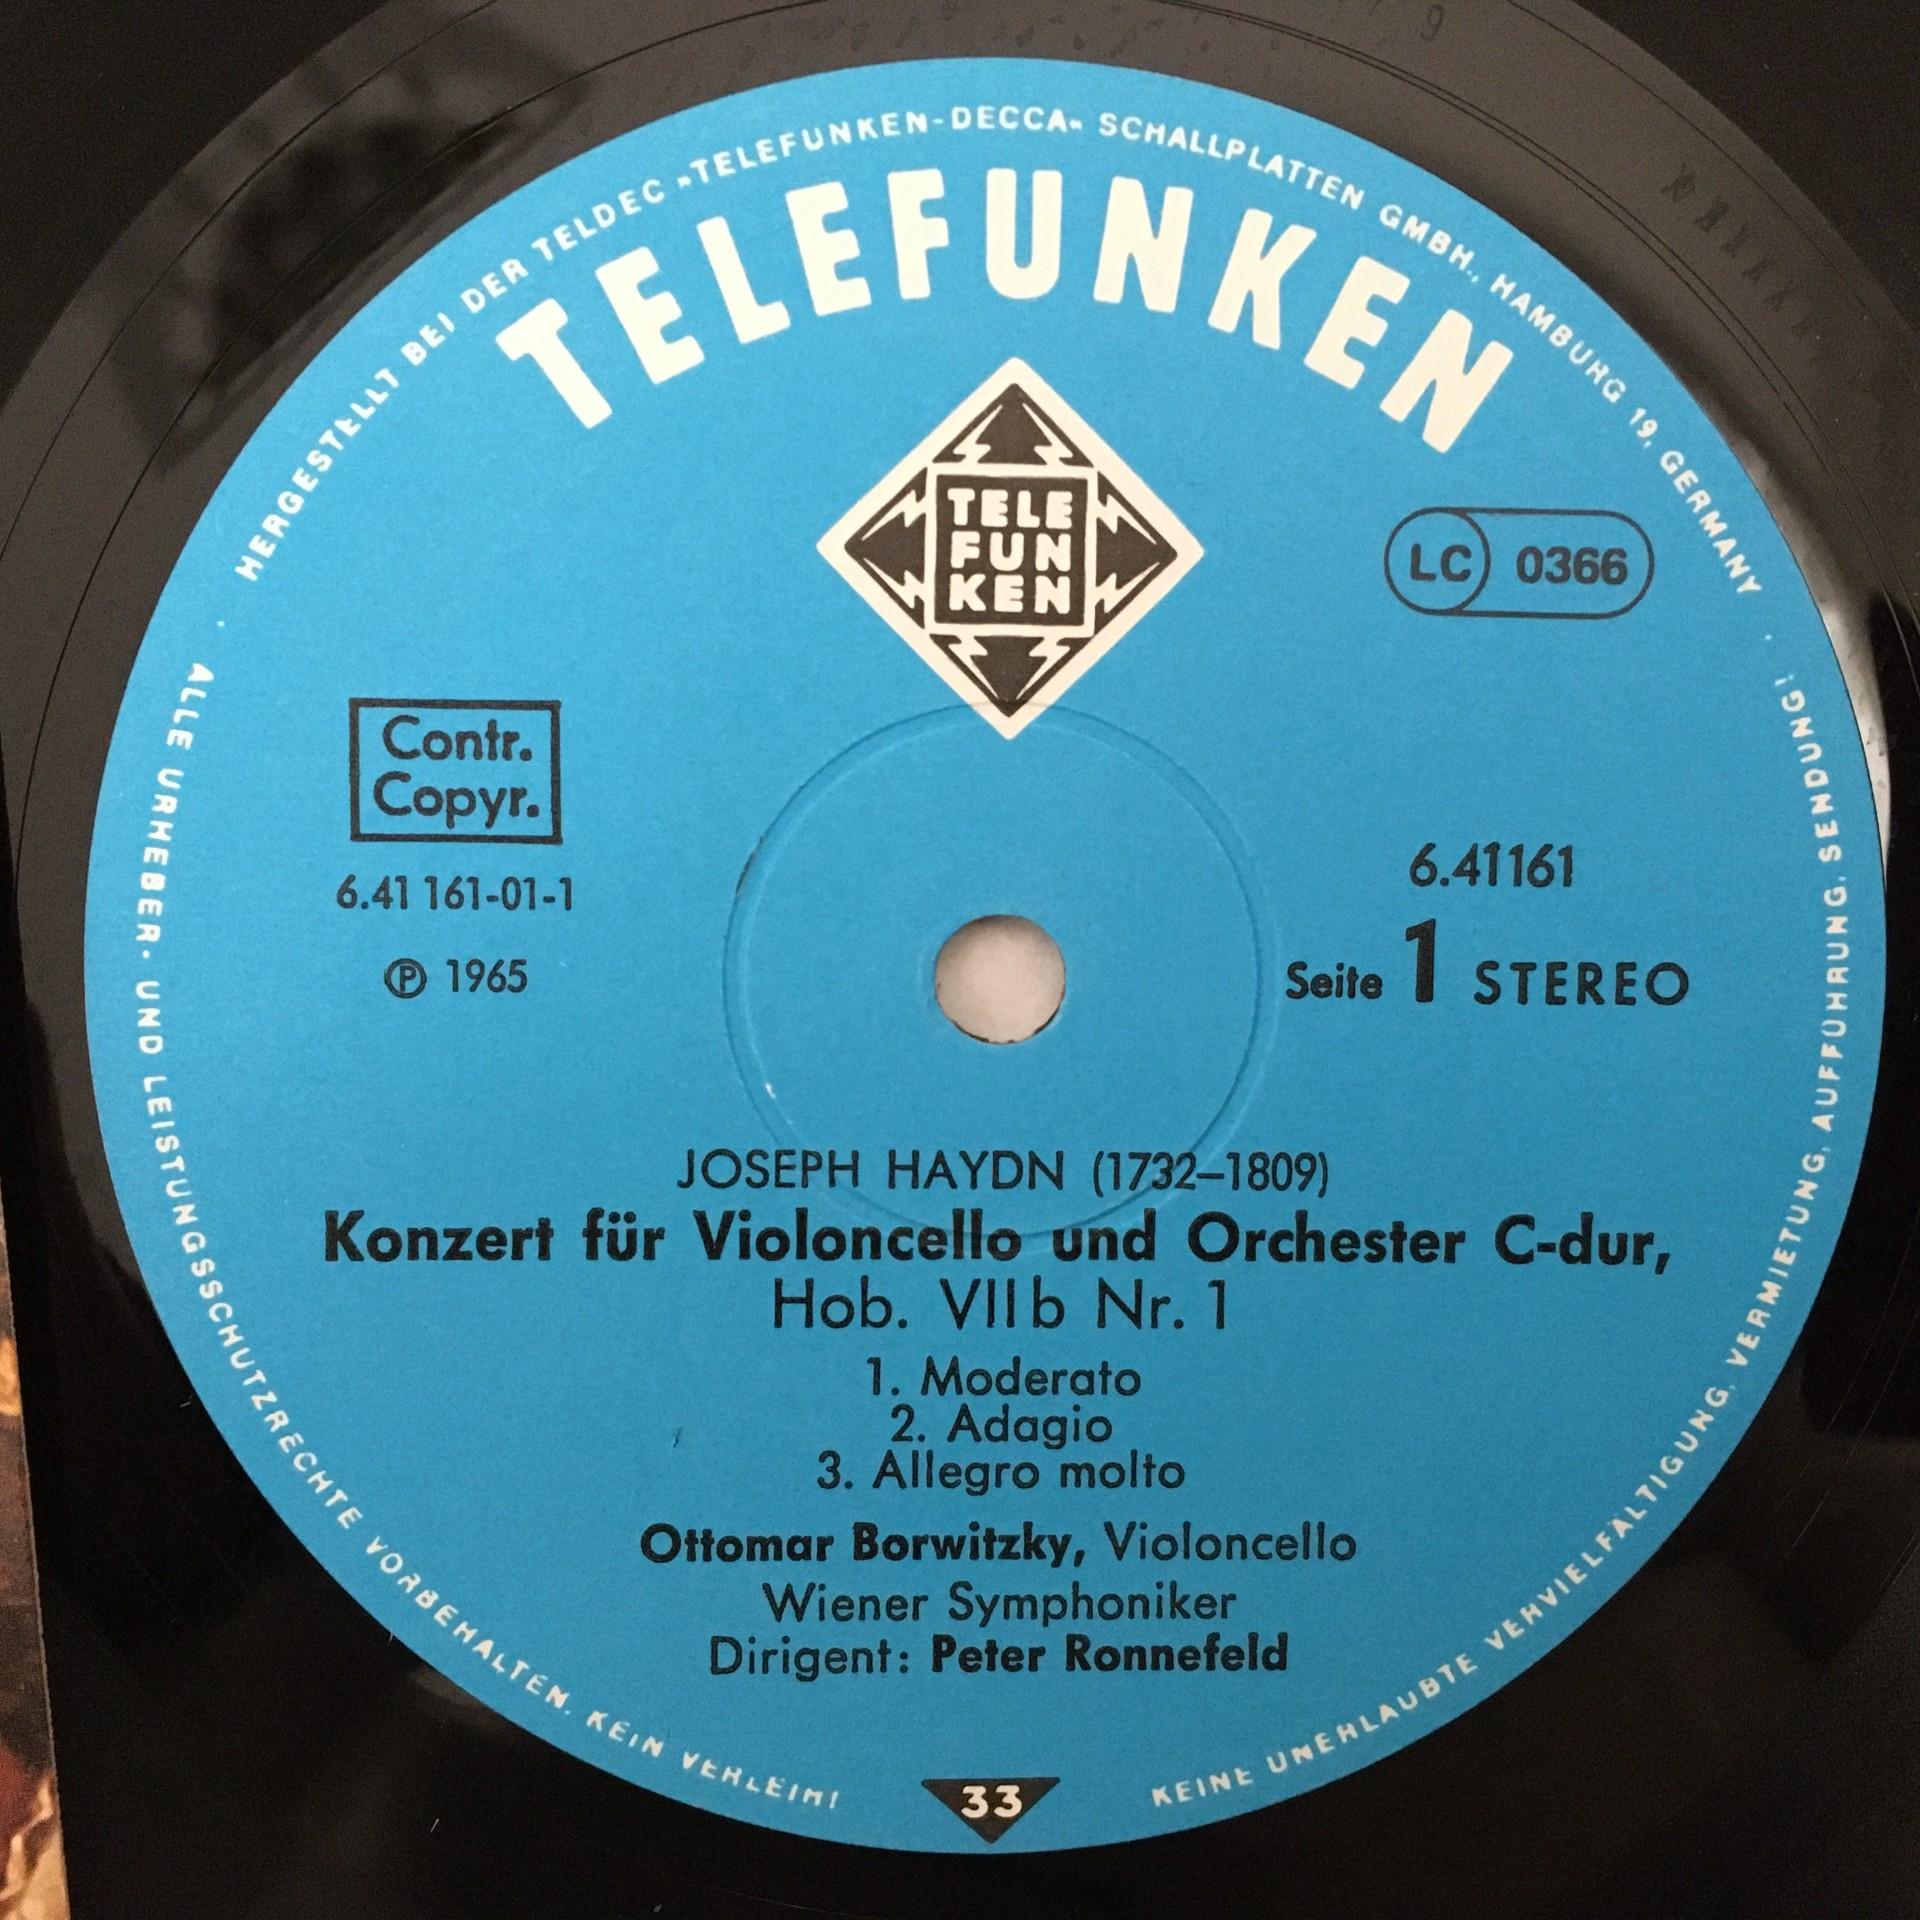 HERGESTELLT BEI DER TELDEC »TELEFUNKEN-DECCA« SCHALLPLATTEN GMBH., HAMBURG 19, GERMANY
TELEFUNKEN
TELE
FUN
KEN
LC 0366
Contr.
Copyr.
6.41 161-01-1
℗ 1965
6.41161
Seite 1 STEREO
JOSEPH HAYDN (1732–1809)
Konzert für Violoncello und Orchester C-dur,
Hob. VIIb Nr. 1
1. Moderato
2. Adagio
3. Allegro molto
Ottomar Borwitzky, Violoncello
Wiener Symphoniker
Dirigent: Peter Ronnefeld
33
ALLE URHEBER- UND LEISTUNGSSCHUTZRECHTE VORBEHALTEN. KEIN VERLEIH!
KEINE UNERLAUBTE VERVIELFÄLTIGUNG, VERMIETUNG, AUFFÜHRUNG, SENDUNG!